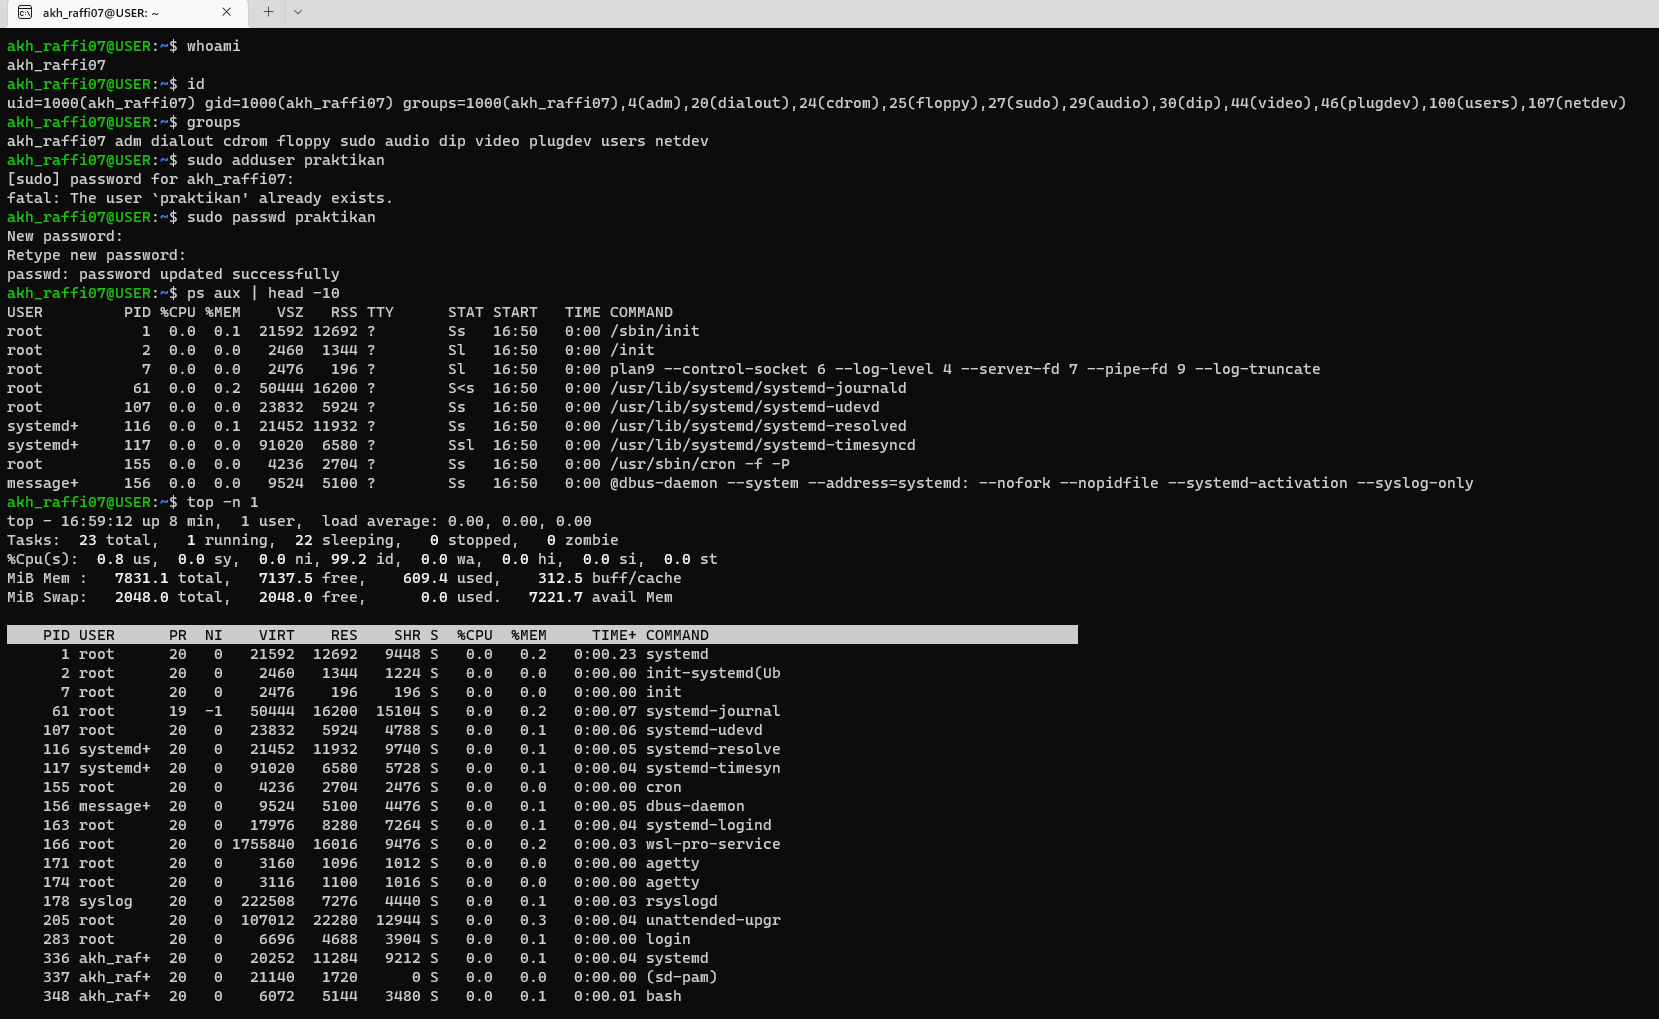 akh_raffi07@USER: ~
akh_raffi07@USER:~$ whoami
akh_raffi07
akh_raffi07@USER:~$ id
uid=1000(akh_raffi07) gid=1000(akh_raffi07) groups=1000(akh_raffi07),4(adm),20(dialout),24(cdrom),25(floppy),27(sudo),29(audio),30(dip),44(video),46(plugdev),100(users),107(netdev)
akh_raffi07@USER:~$ groups
akh_raffi07 adm dialout cdrom floppy sudo audio dip video plugdev users netdev
akh_raffi07@USER:~$ sudo adduser praktikan
[sudo] password for akh_raffi07:
fatal: The user `praktikan' already exists.
akh_raffi07@USER:~$ sudo passwd praktikan
New password:
Retype new password:
passwd: password updated successfully
akh_raffi07@USER:~$ ps aux | head -10
USER         PID %CPU %MEM    VSZ   RSS TTY      STAT START   TIME COMMAND
root           1  0.0  0.1  21592 12692 ?        Ss   16:50   0:00 /sbin/init
root           2  0.0  0.0   2460  1344 ?        Sl   16:50   0:00 /init
root           7  0.0  0.0   2476   196 ?        Sl   16:50   0:00 plan9 --control-socket 6 --log-level 4 --server-fd 7 --pipe-fd 9 --log-truncate
root          61  0.0  0.2  50444 16200 ?        S<s  16:50   0:00 /usr/lib/systemd/systemd-journald
root         107  0.0  0.0  23832  5924 ?        Ss   16:50   0:00 /usr/lib/systemd/systemd-udevd
systemd+     116  0.0  0.1  21452 11932 ?        Ss   16:50   0:00 /usr/lib/systemd/systemd-resolved
systemd+     117  0.0  0.0  91020  6580 ?        Ssl  16:50   0:00 /usr/lib/systemd/systemd-timesyncd
root         155  0.0  0.0   4236  2704 ?        Ss   16:50   0:00 /usr/sbin/cron -f -P
message+     156  0.0  0.0   9524  5100 ?        Ss   16:50   0:00 @dbus-daemon --system --address=systemd: --nofork --nopidfile --systemd-activation --syslog-only
akh_raffi07@USER:~$ top -n 1
top - 16:59:12 up 8 min,  1 user,  load average: 0.00, 0.00, 0.00
Tasks:  23 total,   1 running,  22 sleeping,   0 stopped,   0 zombie
%Cpu(s):  0.8 us,  0.0 sy,  0.0 ni, 99.2 id,  0.0 wa,  0.0 hi,  0.0 si,  0.0 st
MiB Mem :   7831.1 total,   7137.5 free,    609.4 used,    312.5 buff/cache
MiB Swap:   2048.0 total,   2048.0 free,      0.0 used.   7221.7 avail Mem
PID USER      PR  NI    VIRT    RES    SHR S  %CPU  %MEM     TIME+ COMMAND
1 root      20   0   21592  12692   9448 S   0.0   0.2   0:00.23 systemd
2 root      20   0    2460   1344   1224 S   0.0   0.0   0:00.00 init-systemd(Ub
7 root      20   0    2476    196    196 S   0.0   0.0   0:00.00 init
61 root      19  -1   50444  16200  15104 S   0.0   0.2   0:00.07 systemd-journal
107 root      20   0   23832   5924   4788 S   0.0   0.1   0:00.06 systemd-udevd
116 systemd+  20   0   21452  11932   9740 S   0.0   0.1   0:00.05 systemd-resolve
117 systemd+  20   0   91020   6580   5728 S   0.0   0.1   0:00.04 systemd-timesyn
155 root      20   0    4236   2704   2476 S   0.0   0.0   0:00.00 cron
156 message+  20   0    9524   5100   4476 S   0.0   0.1   0:00.05 dbus-daemon
163 root      20   0   17976   8280   7264 S   0.0   0.1   0:00.04 systemd-logind
166 root      20   0 1755840  16016   9476 S   0.0   0.2   0:00.03 wsl-pro-service
171 root      20   0    3160   1096   1012 S   0.0   0.0   0:00.00 agetty
174 root      20   0    3116   1100   1016 S   0.0   0.0   0:00.00 agetty
178 syslog    20   0  222508   7276   4440 S   0.0   0.1   0:00.03 rsyslogd
205 root      20   0  107012  22280  12944 S   0.0   0.3   0:00.04 unattended-upgr
283 root      20   0    6696   4688   3904 S   0.0   0.1   0:00.00 login
336 akh_raf+  20   0   20252  11284   9212 S   0.0   0.1   0:00.04 systemd
337 akh_raf+  20   0   21140   1720      0 S   0.0   0.0   0:00.00 (sd-pam)
348 akh_raf+  20   0    6072   5144   3480 S   0.0   0.1   0:00.01 bash